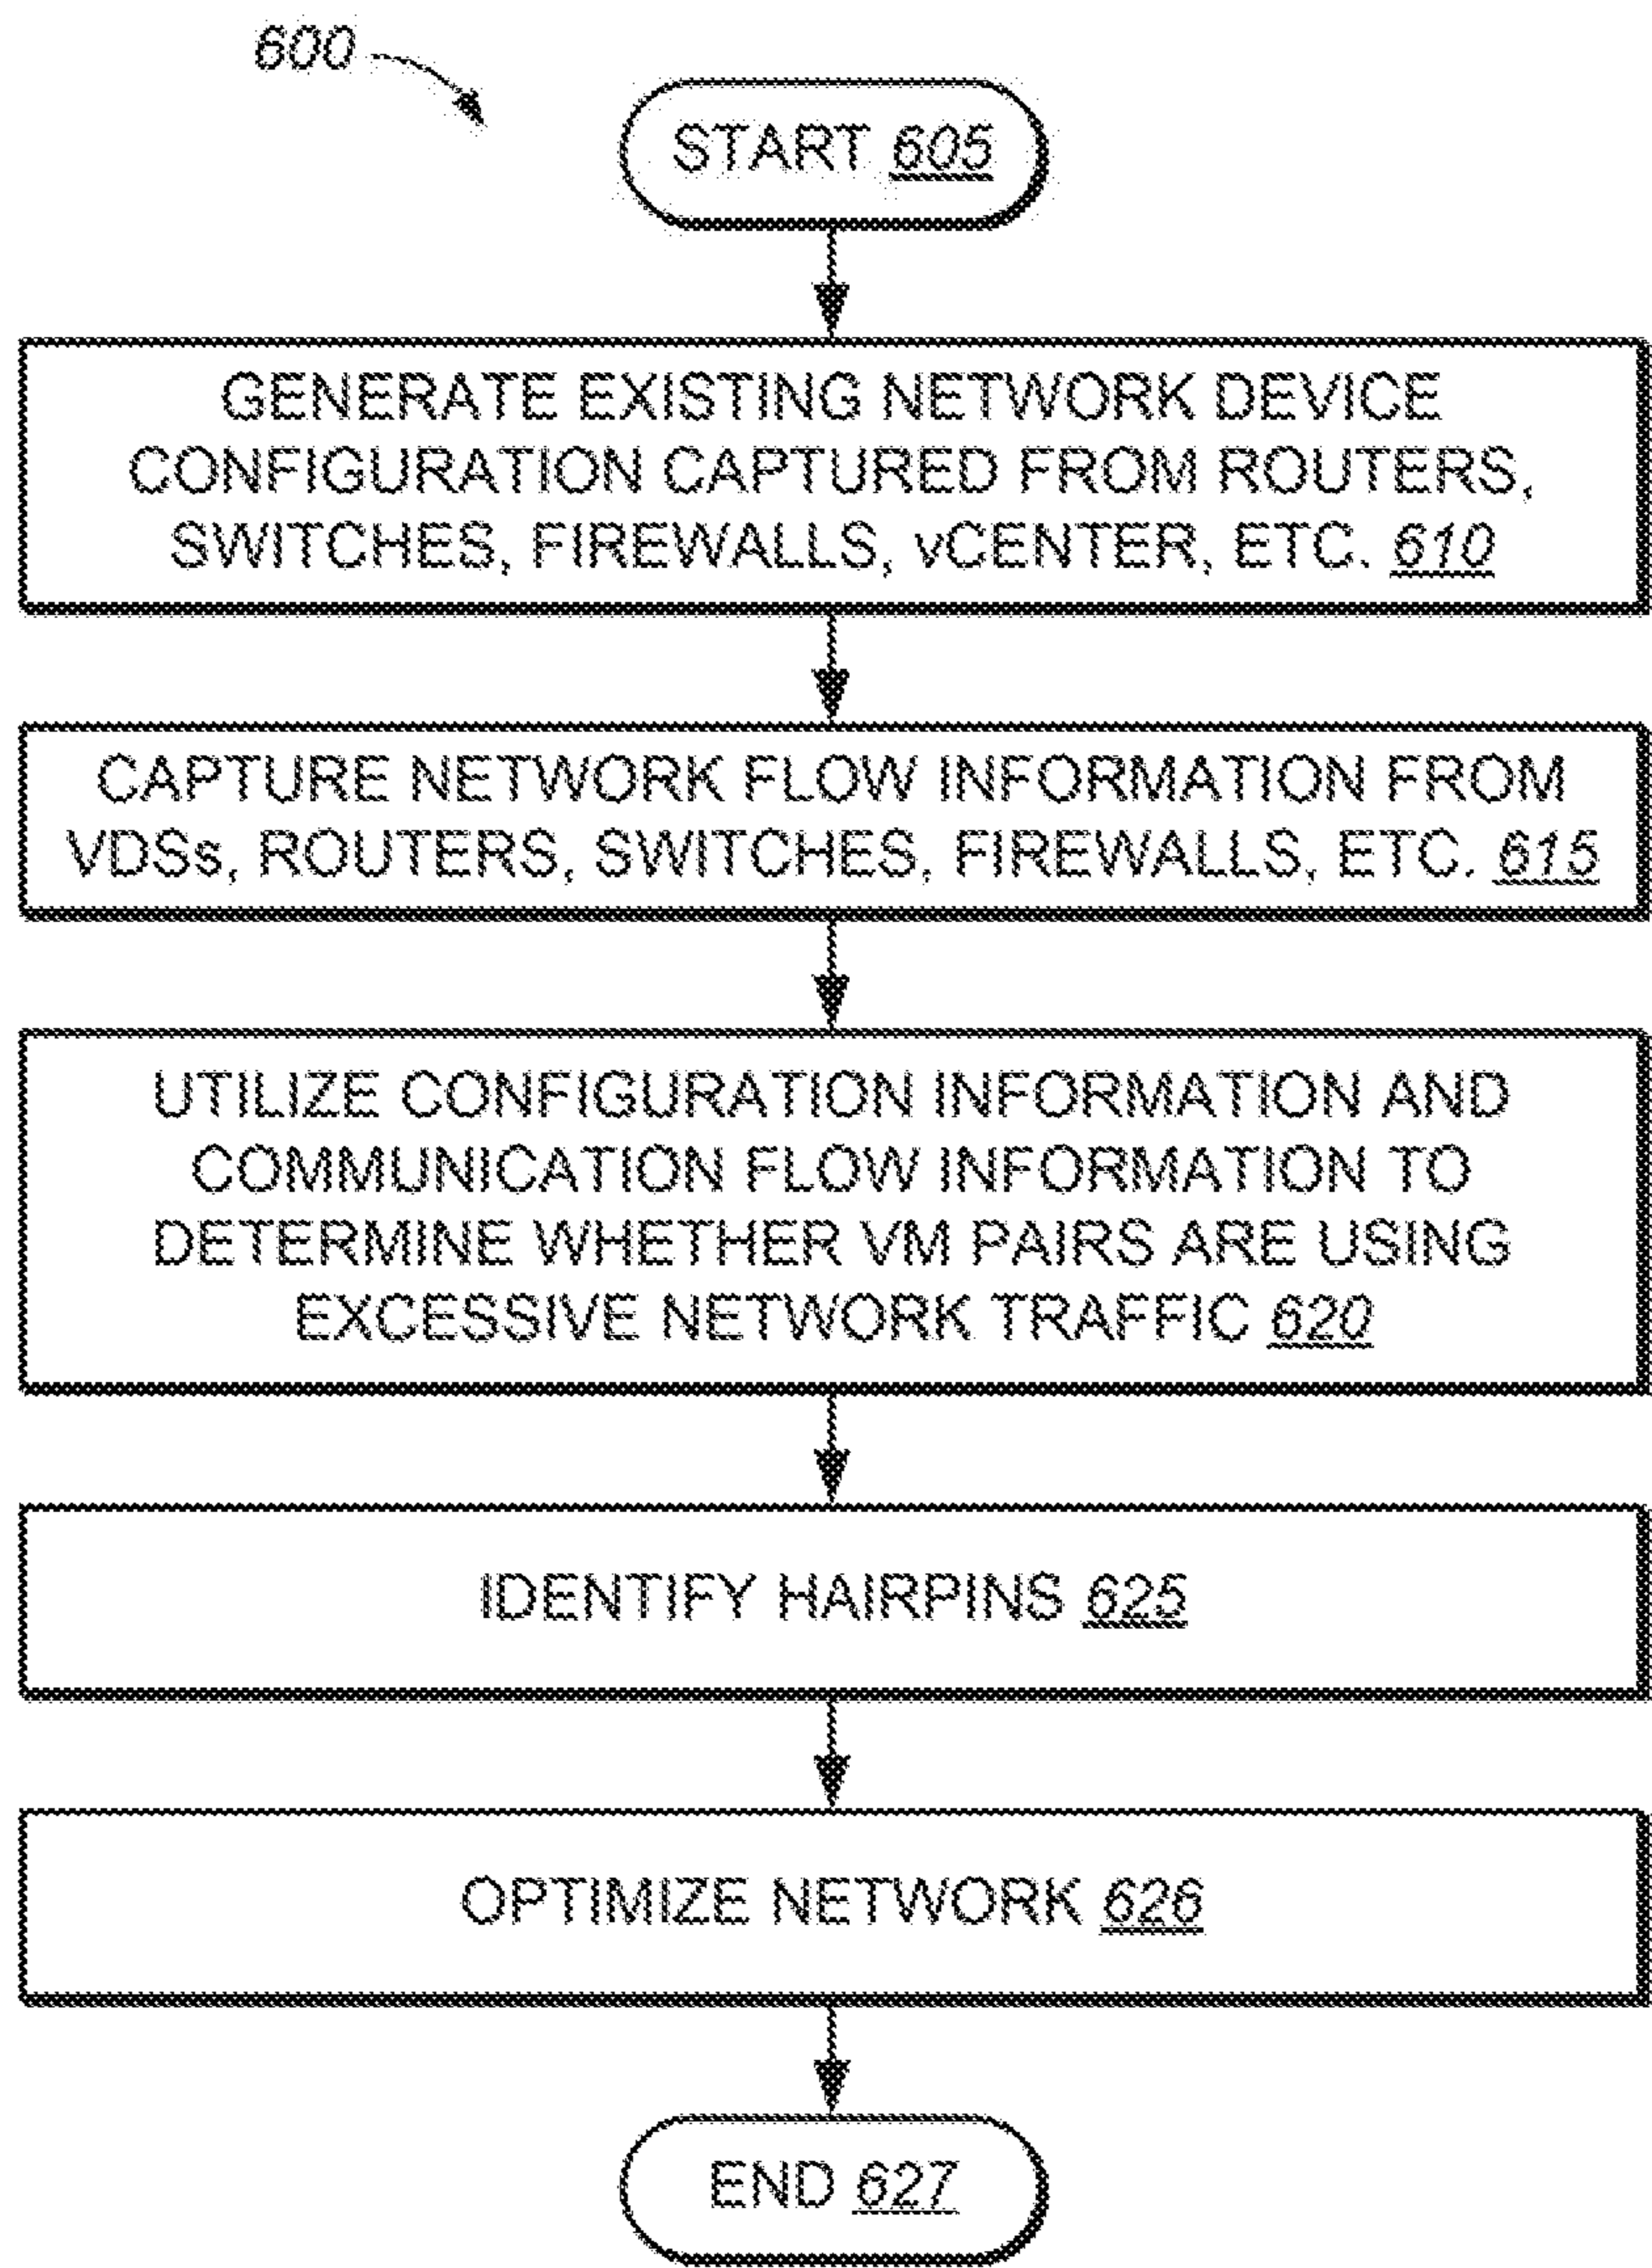 600
START 605
GENERATE EXISTING NETWORK DEVICE
CONFIGURATION CAPTURED FROM ROUTERS,
SWITCHES, FIREWALLS, vCENTER, ETC. 610
CAPTURE NETWORK FLOW INFORMATION FROM
VDSs, ROUTERS, SWITCHES, FIREWALLS, ETC. 615
UTILIZE CONFIGURATION INFORMATION AND
COMMUNICATION FLOW INFORMATION TO
DETERMINE WHETHER VM PAIRS ARE USING
EXCESSIVE NETWORK TRAFFIC 620
IDENTIFY HAIRPINS 625
OPTIMIZE NETWORK 626
END 627